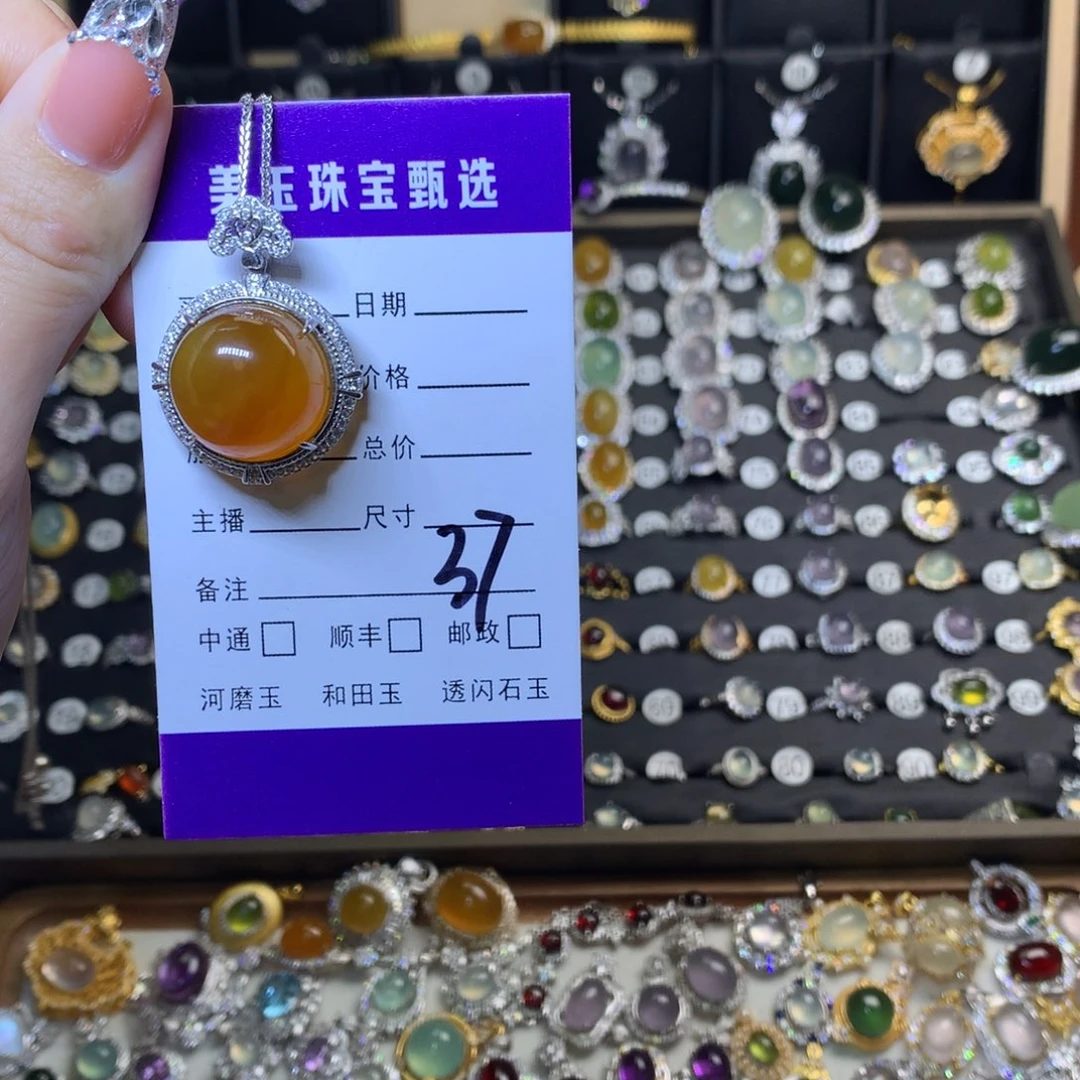 美玉珠宝甄选
日期
价格
总价
主播 尺寸
37
备注
中通 顺丰 邮政
河磨玉 和田玉 透闪石玉